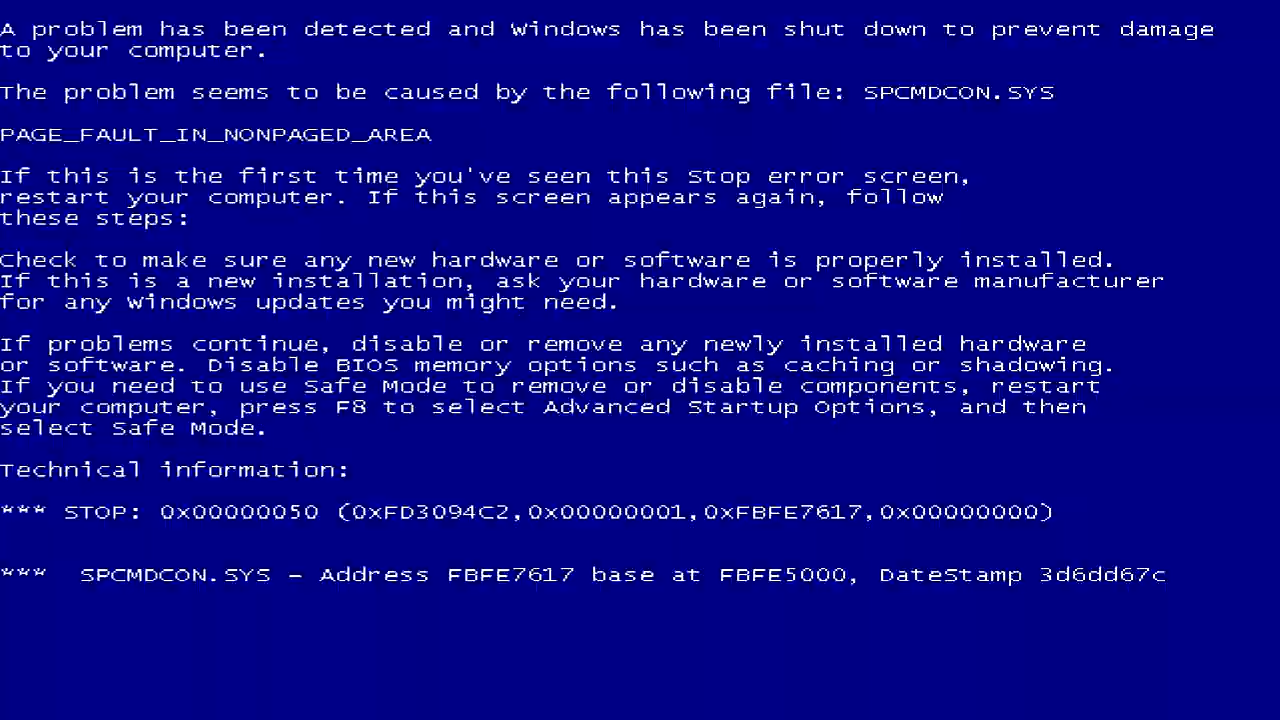 A problem has been detected and Windows has been shut down to prevent damage
to your computer.
The problem seems to be caused by the following file: SPCMDCON.SYS
PAGE_FAULT_IN_NONPAGED_AREA
If this is the first time you've seen this Stop error screen,
restart your computer. If this screen appears again, follow
these steps:
Check to make sure any new hardware or software is properly installed.
If this is a new installation, ask your hardware or software manufacturer
for any Windows updates you might need.
If problems continue, disable or remove any newly installed hardware
or software. Disable BIOS memory options such as caching or shadowing.
If you need to use Safe Mode to remove or disable components, restart
your computer, press F8 to select Advanced Startup Options, and then
select Safe Mode.
Technical information:
*** STOP: 0x00000050 (0xFD3094C2,0x00000001,0xFBFE7617,0x00000000)
***  SPCMDCON.SYS - Address FBFE7617 base at FBFE5000, DateStamp 3d6dd67c